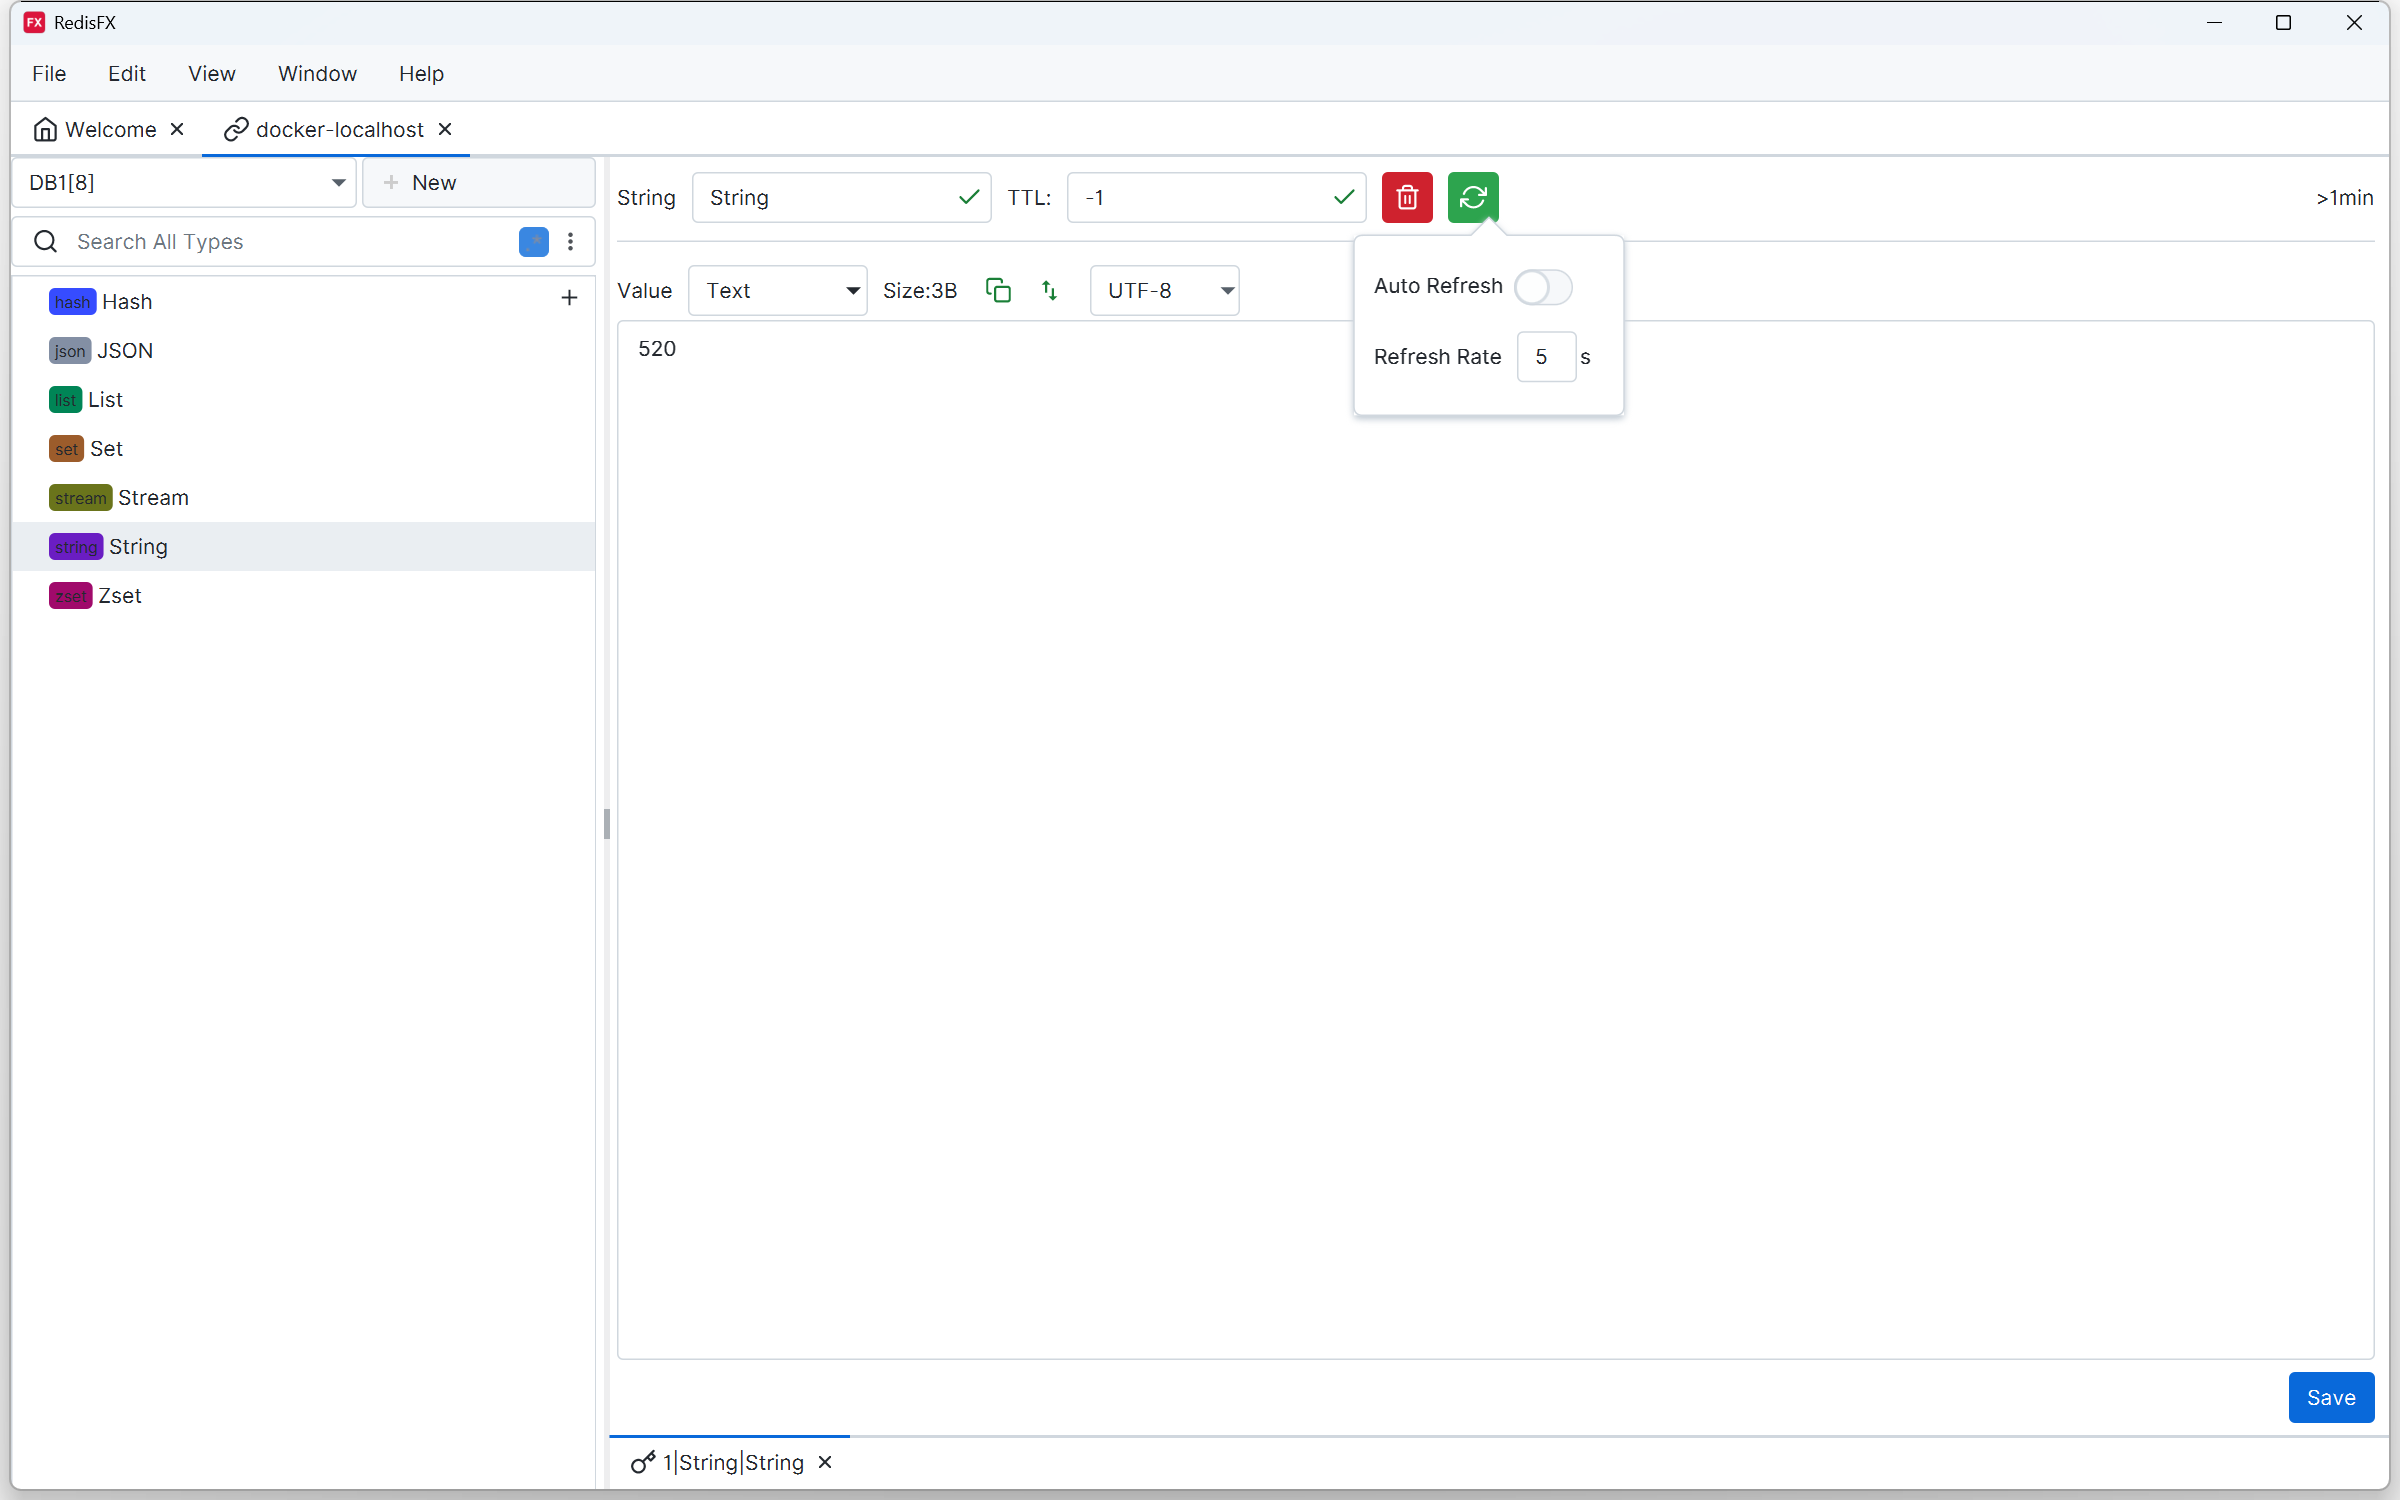 FX RedisFX
File Edit View Window Help
Welcome docker-localhost
DB1[8] New
Search All Types .*
hash Hash
json JSON
list List
set Set
stream Stream
string String
zset Zset
String String TTL: -1 >1min
Value Text Size:3B UTF-8
520
Auto Refresh
Refresh Rate 5 s
Save
1|String|String